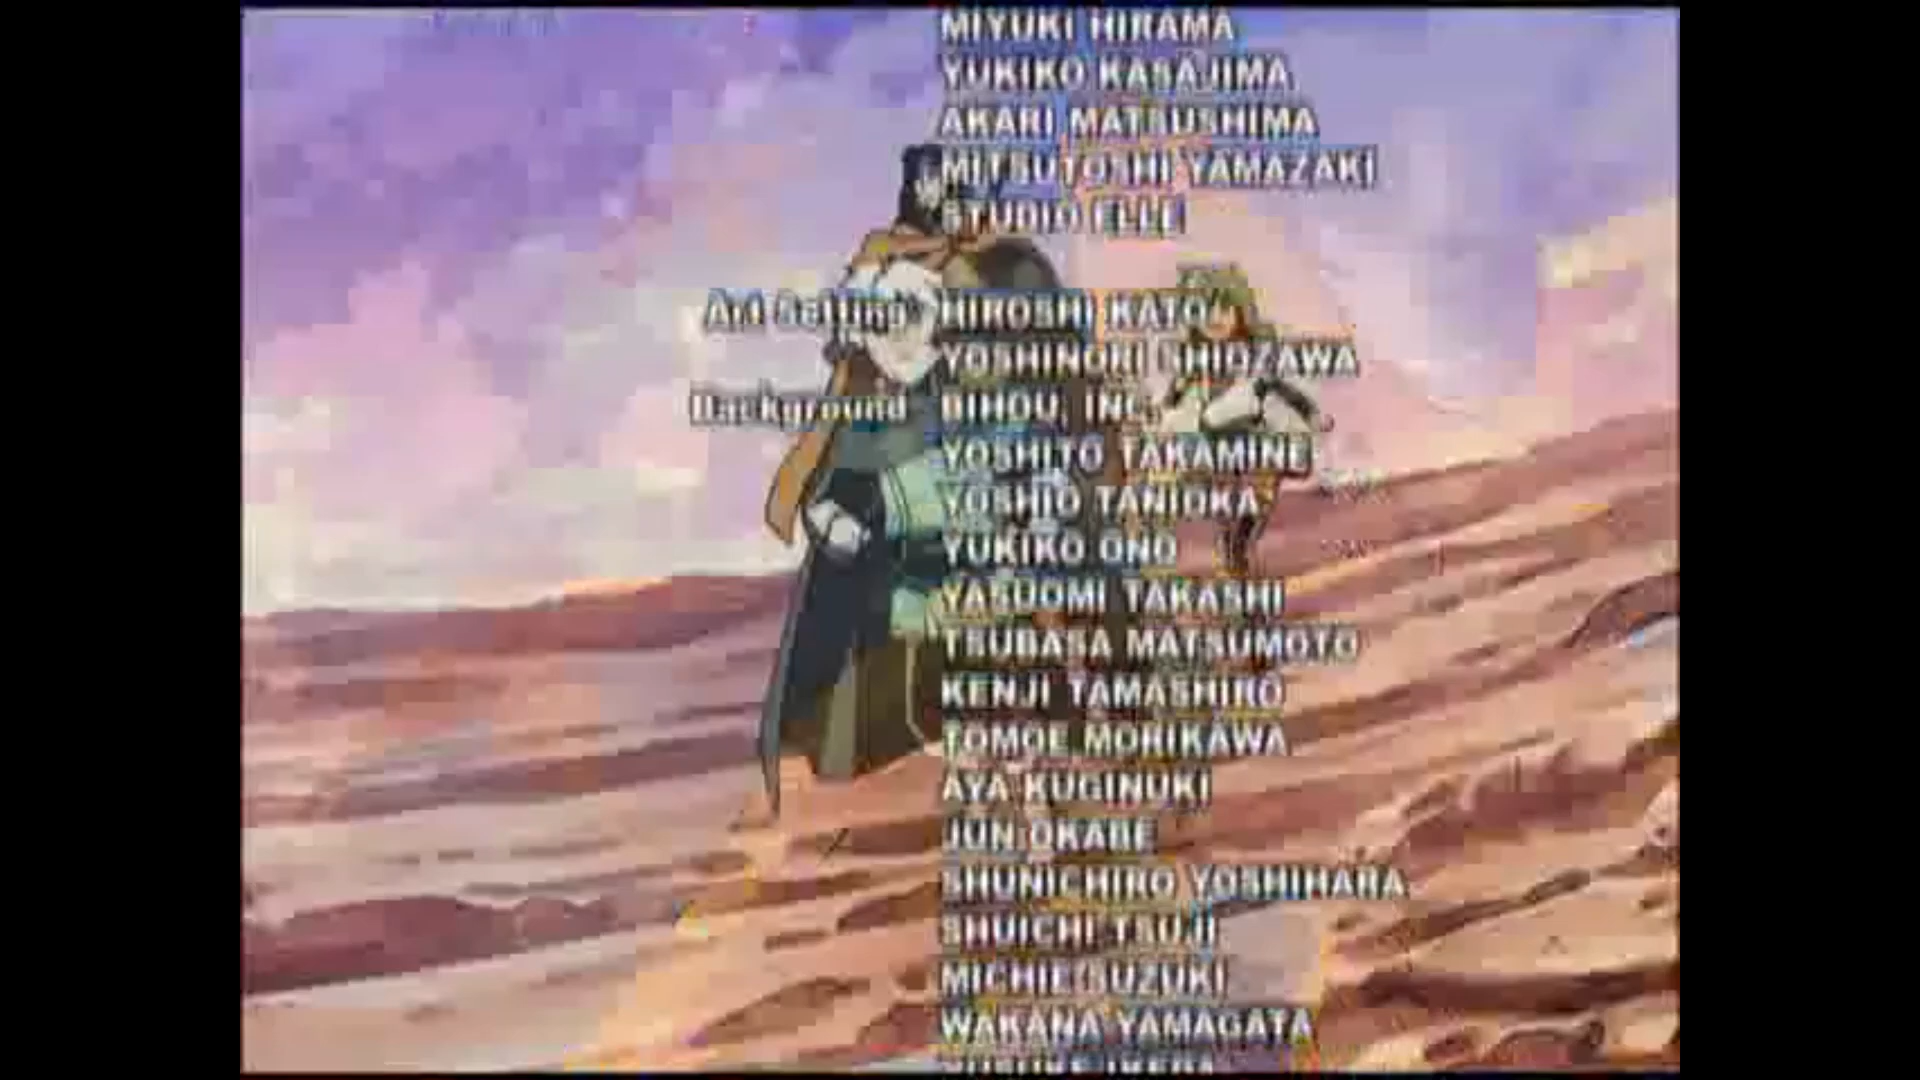 MIYUKI HIRAMA
YUKIKO KASAJIMA
AKARI MATSUSHIMA
MITSUTOSHI YAMAZAKI
STUDIO ELLE
Art Setting HIROSHI KATO
YOSHINORI SHIOZAWA
Background BIHOU, INC.
YOSHITO TAKAMINE
YOSHIO TANIOKA
YUKIKO ONO
YASUOMI TAKASHI
TSUBASA MATSUMOTO
KENJI TAMASHIRO
TOMOE MORIKAWA
AYA KUGINUKI
JUN OKABE
SHUNICHIRO YOSHIHARA
SHUICHI TSUJI
MICHIE SUZUKI
WAKANA YAMAGATA
YUSUKE IKEDA